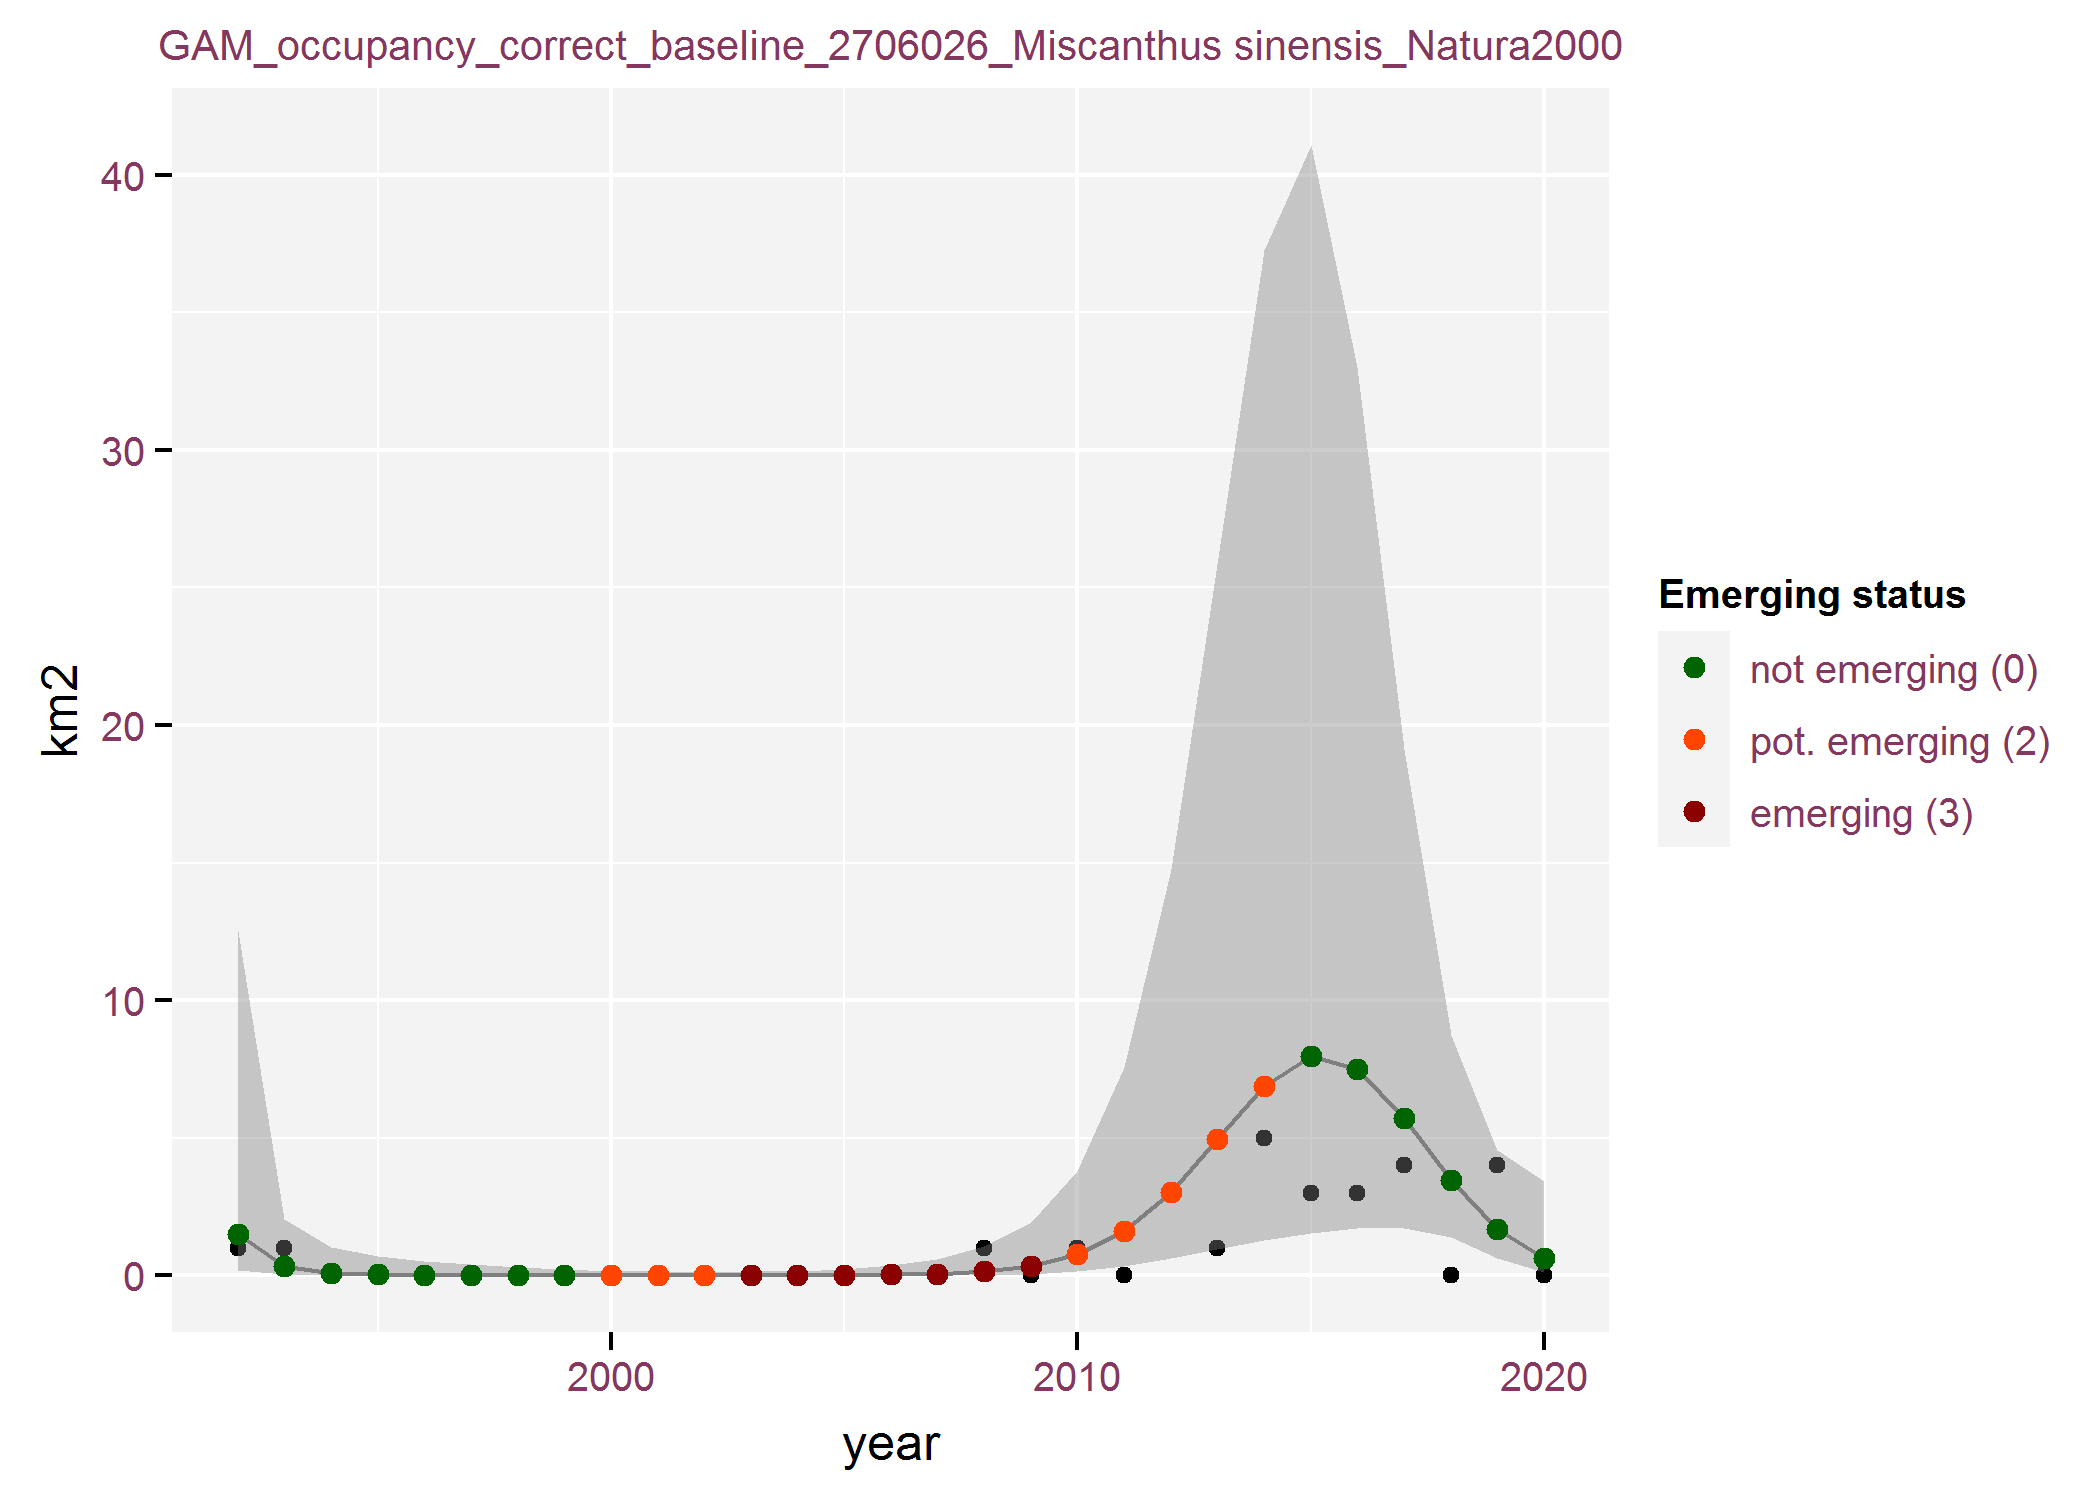 GAM_occupancy_correct_baseline_2706026_Miscanthus sinensis_Natura2000
40
30
20
10
0
km2
2000
2010
2020
year
Emerging status
not emerging (0)
pot. emerging (2)
emerging (3)